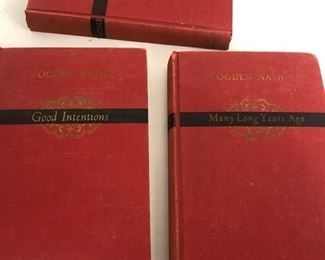 OGDEN NASH
Good Intentions
OGDEN NASH
Many Long Years Ago